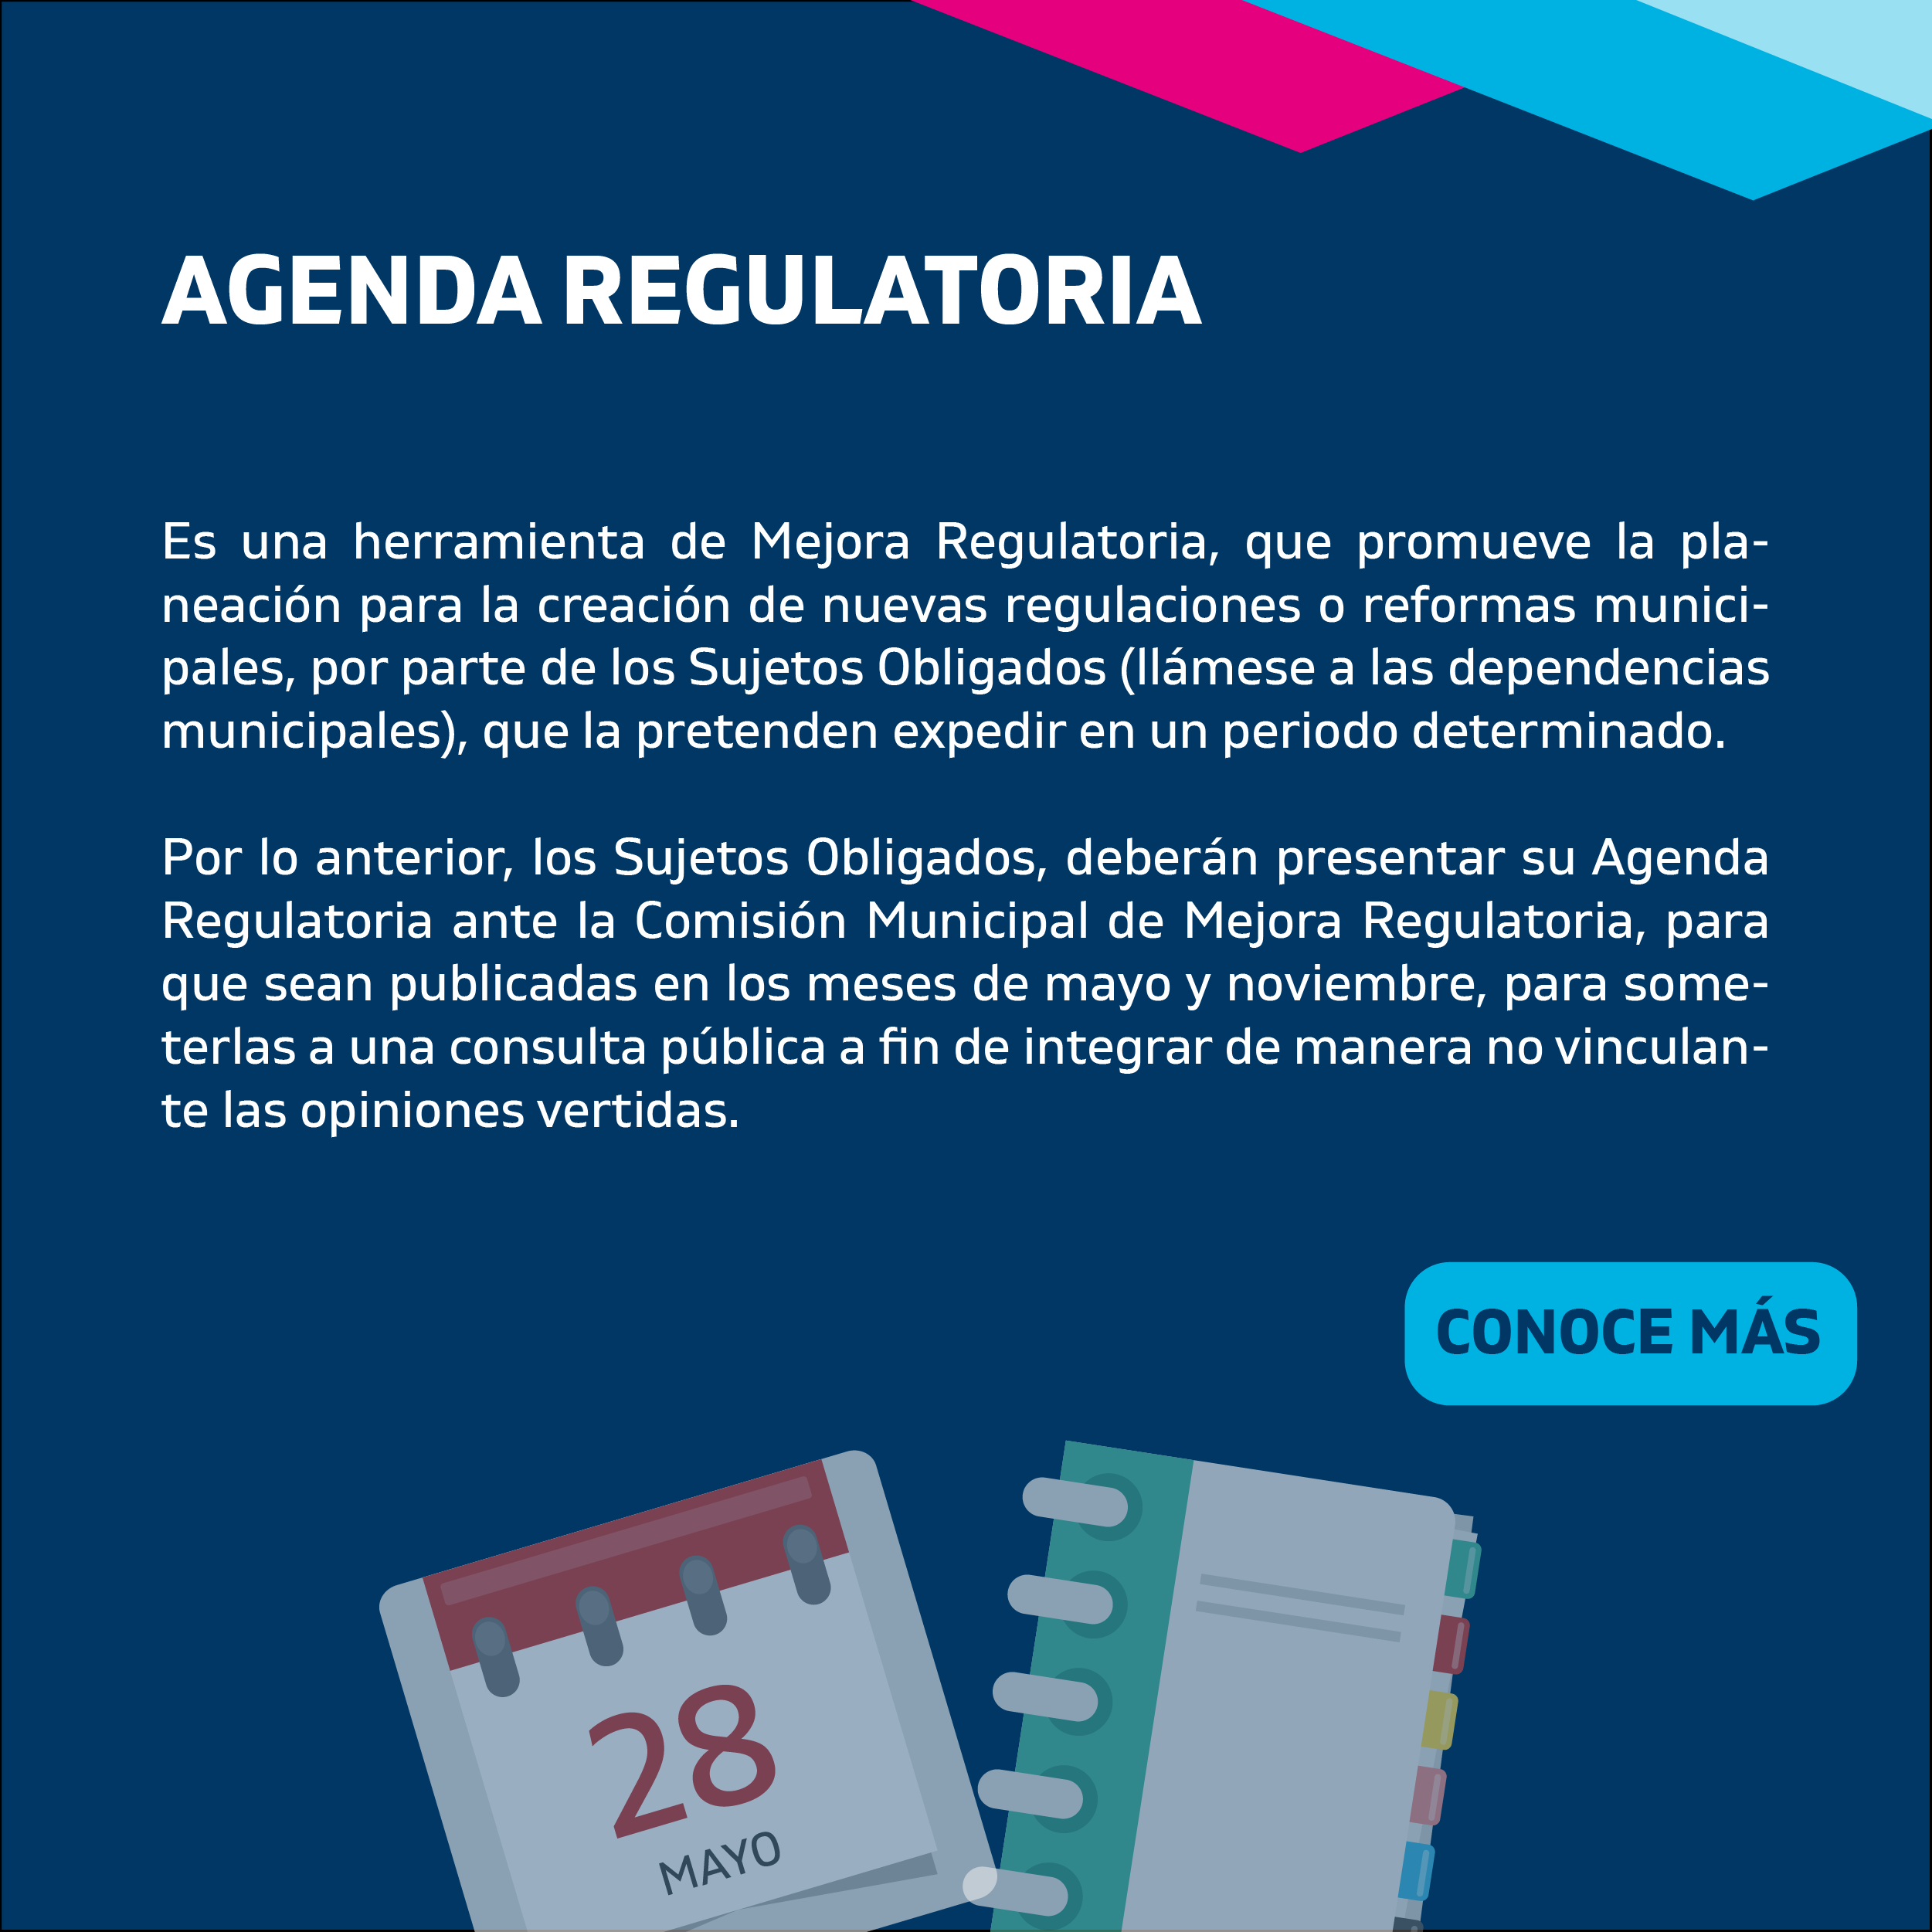 AGENDA REGULATORIA
Es una herramienta de Mejora Regulatoria, que promueve la pla-
neación para la creación de nuevas regulaciones o reformas munici-
pales, por parte de los Sujetos Obligados (llámese a las dependencias
municipales), que la pretenden expedir en un periodo determinado.
Por lo anterior, los Sujetos Obligados, deberán presentar su Agenda
Regulatoria ante la Comisión Municipal de Mejora Regulatoria, para
que sean publicadas en los meses de mayo y noviembre, para some-
terlas a una consulta pública a fin de integrar de manera no vinculan-
te las opiniones vertidas.
CONOCE MÁS
28
MAYO